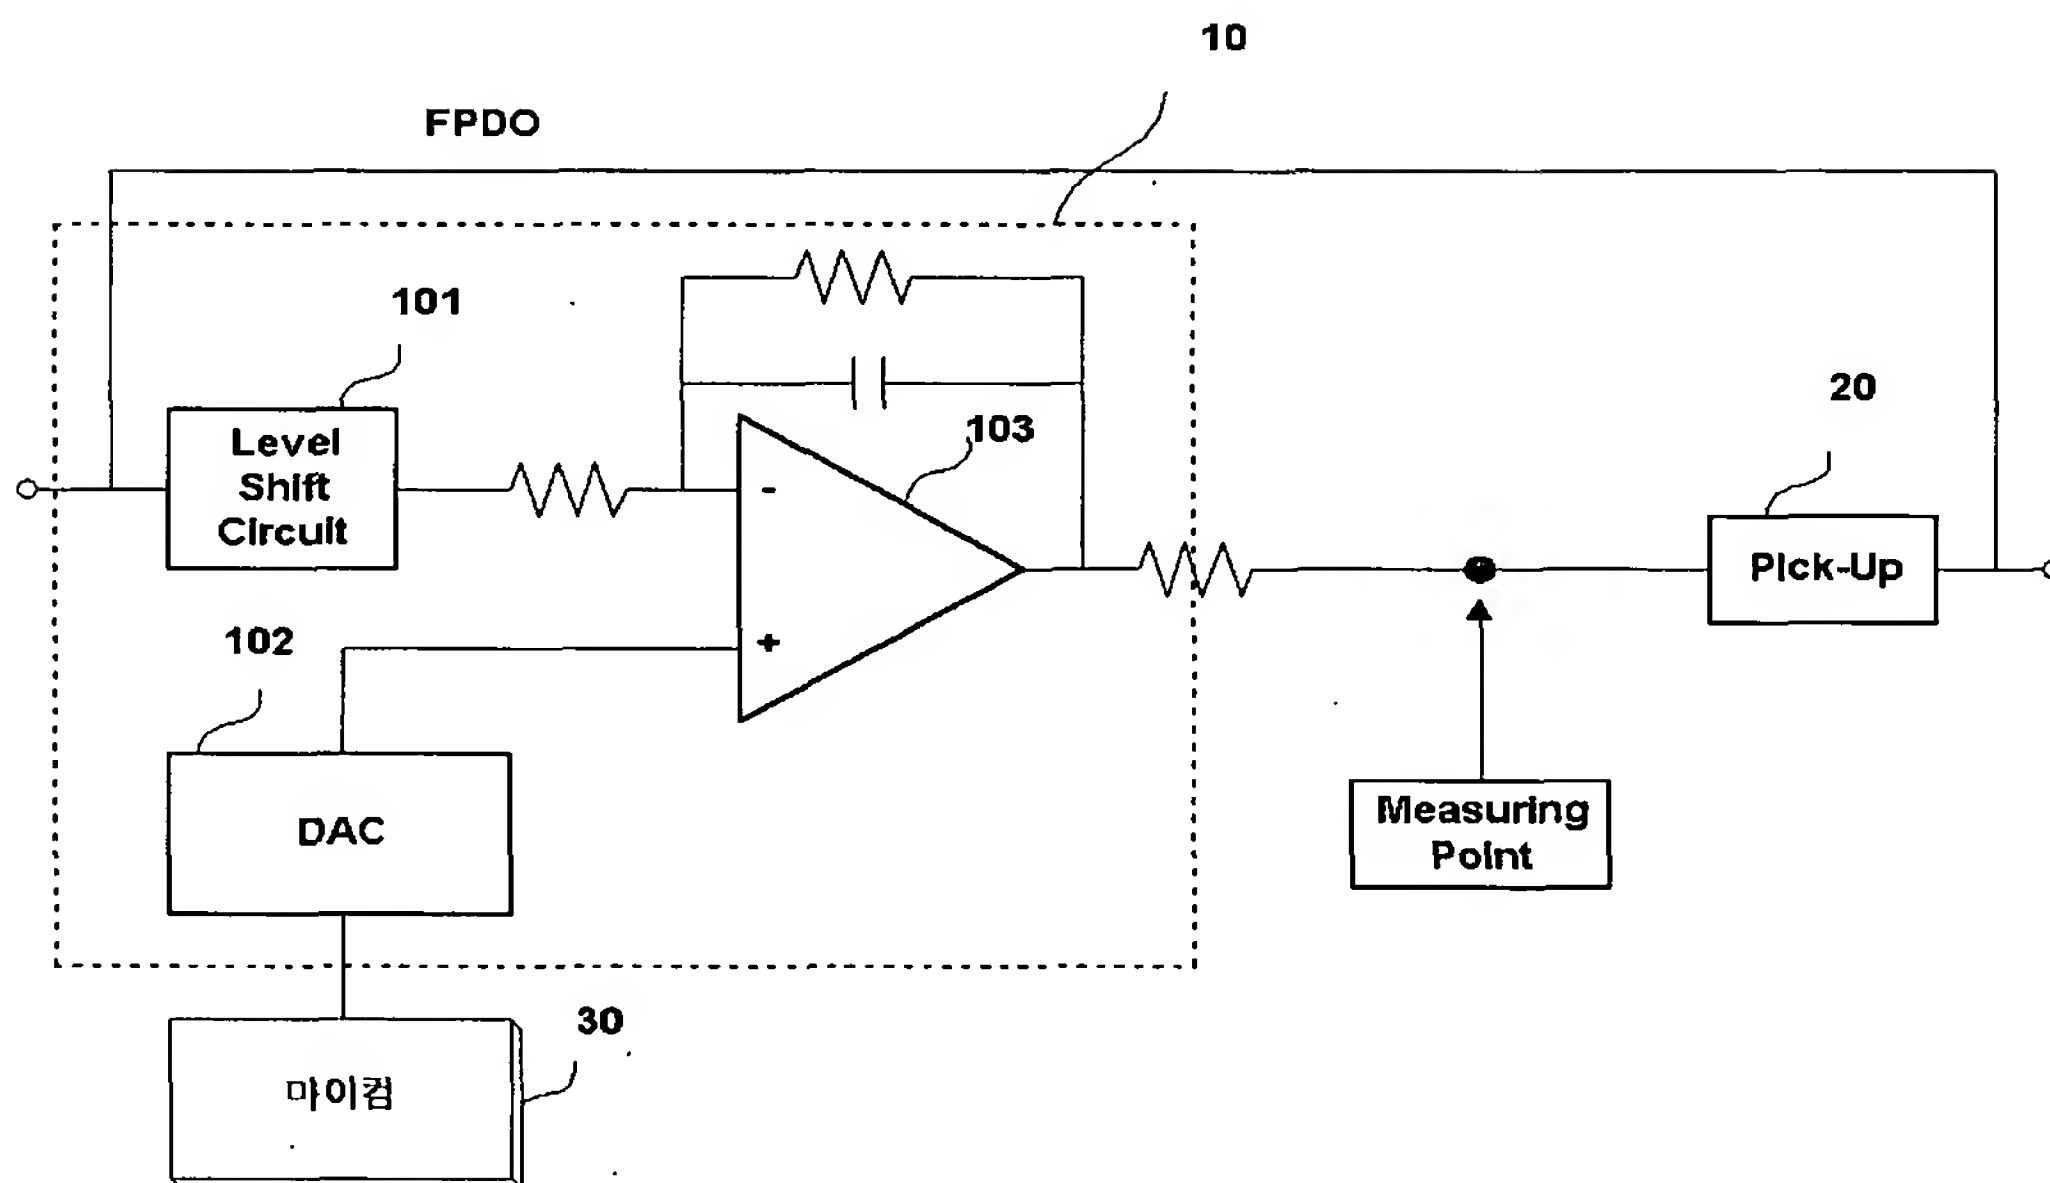 10
FPDO
101
Level
Shift
Circuit
-
103
20
Pick-Up
+
102
DAC
Measuring
Point
30
마이컴